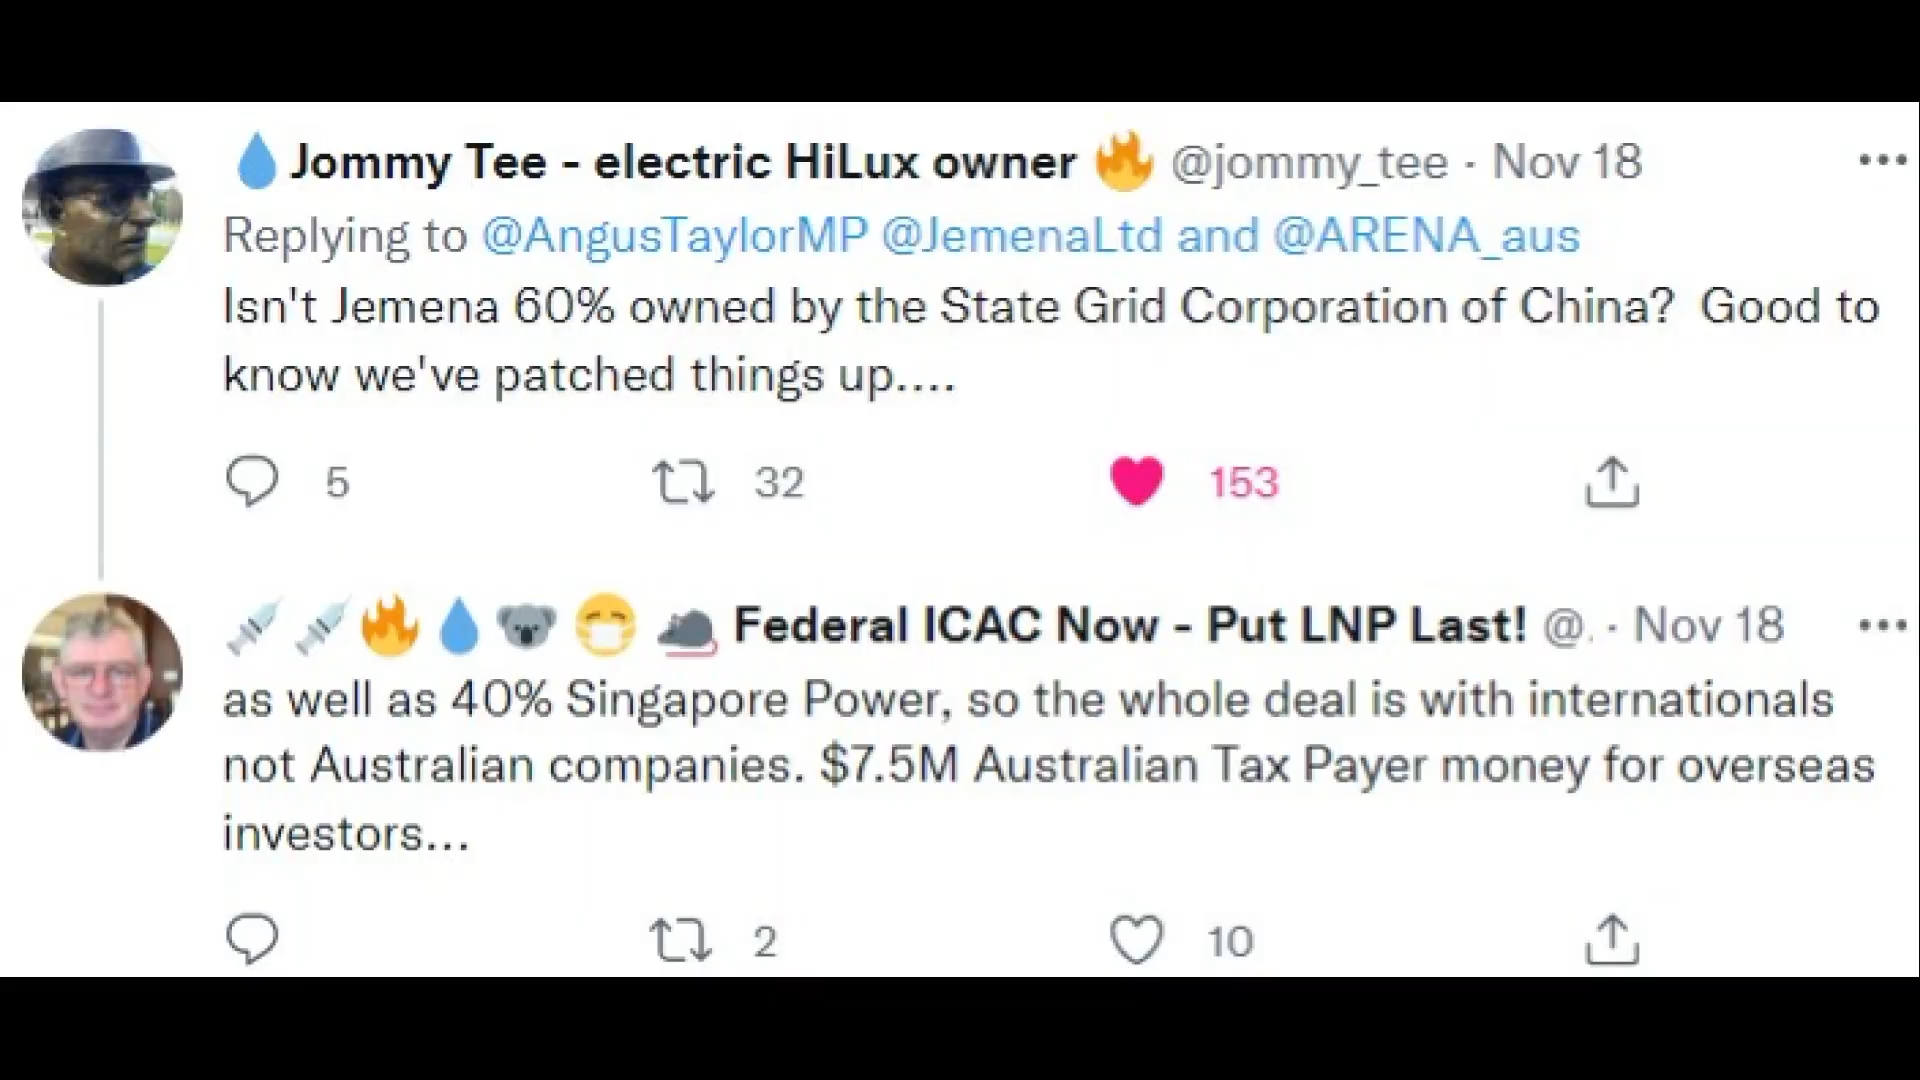 💧Jommy Tee - electric HiLux owner 🔥 @jommy_tee · Nov 18
Replying to @AngusTaylorMP @JemenaLtd and @ARENA_aus
Isn't Jemena 60% owned by the State Grid Corporation of China?  Good to
know we've patched things up....
5 32 153
💉 💉 🔥 💧 🐨 😷 🐀 Federal ICAC Now - Put LNP Last! @. · Nov 18
as well as 40% Singapore Power, so the whole deal is with internationals
not Australian companies. $7.5M Australian Tax Payer money for overseas
investors...
2 10